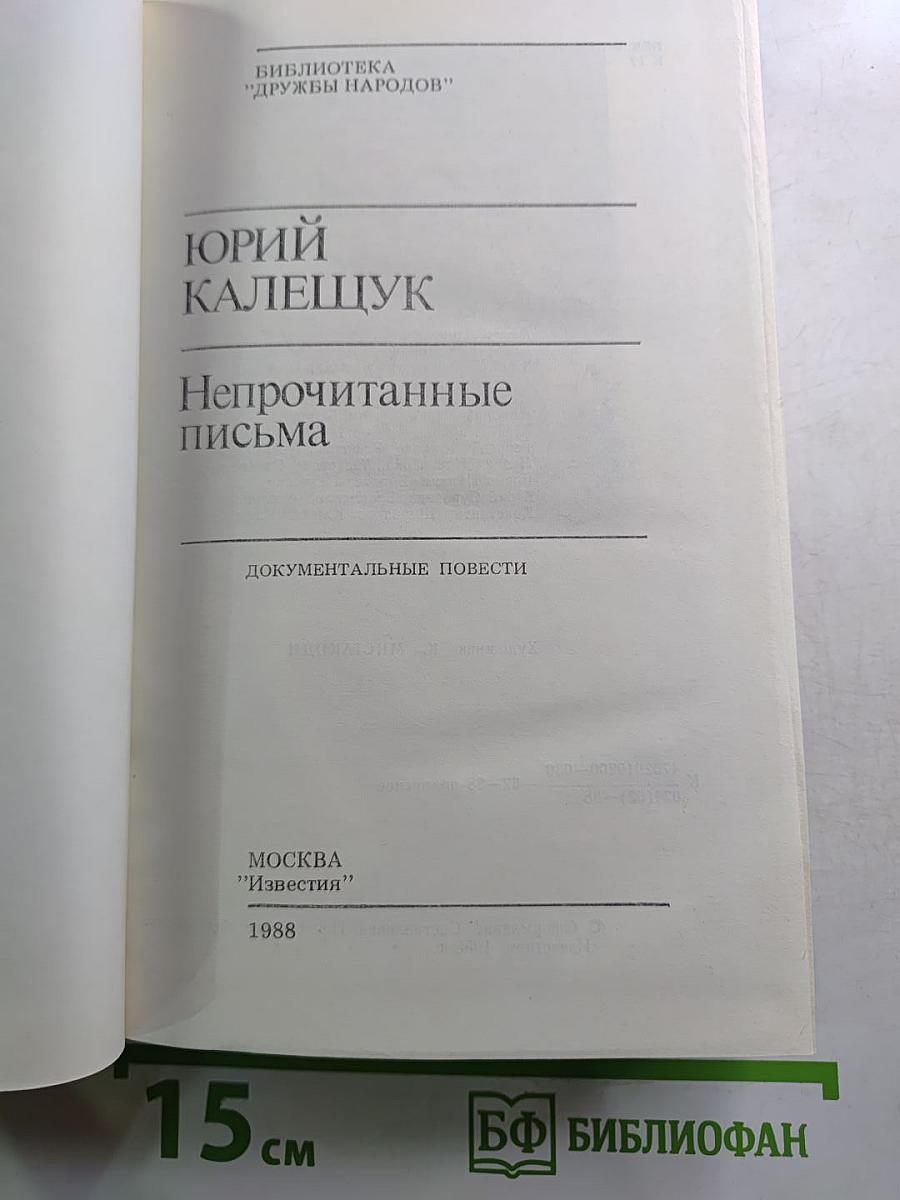 БИБЛИОТЕКА
"ДРУЖБЫ НАРОДОВ"
ЮРИЙ
КАЛЕЩУК
Непрочитанные
письма
ДОКУМЕНТАЛЬНЫЕ ПОВЕСТИ
МОСКВА
"Известия"
1988
15 см
БФ БИБЛИОФАН